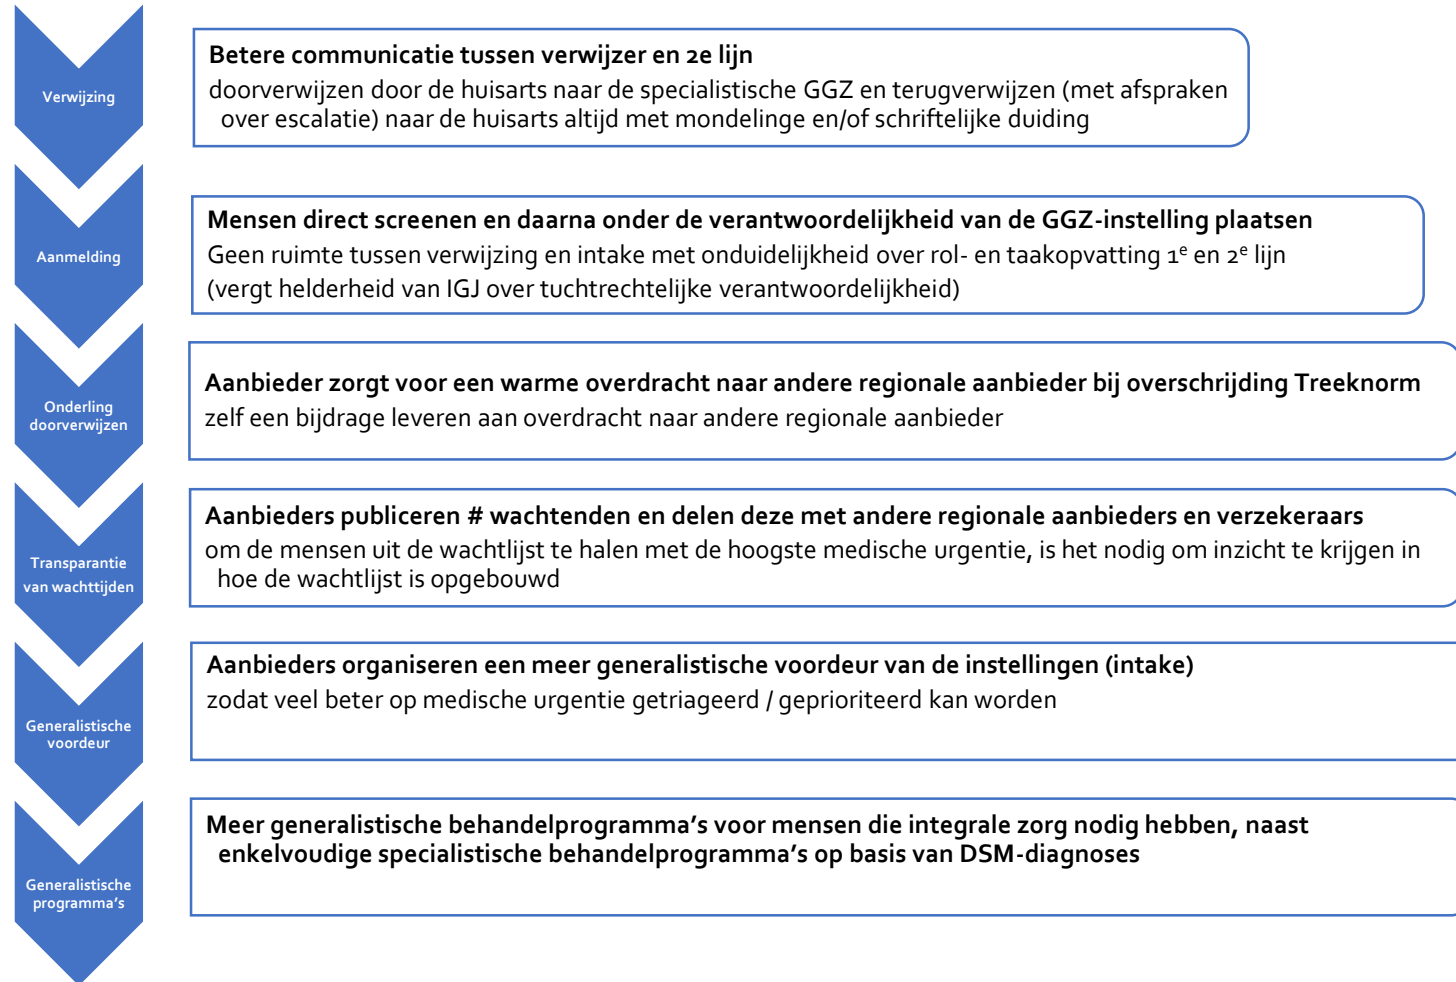 Verwijzing
Betere communicatie tussen verwijzer en 2e lijn
doorverwijzen door de huisarts naar de specialistische GGZ en terugverwijzen (met afspraken
over escalatie) naar de huisarts altijd met mondelinge en/of schriftelijke duiding
Aanmelding
Mensen direct screenen en daarna onder de verantwoordelijkheid van de GGZ-instelling plaatsen
Geen ruimte tussen verwijzing en intake met onduidelijkheid over rol- en taakopvatting 1e en 2e lijn
(vergt helderheid van IGJ over tuchtrechtelijke verantwoordelijkheid)
Onderling
doorverwijzen
Aanbieder zorgt voor een warme overdracht naar andere regionale aanbieder bij overschrijding Treeknorm
zelf een bijdrage leveren aan overdracht naar andere regionale aanbieder
Transparantie
van wachttijden
Aanbieders publiceren # wachtenden en delen deze met andere regionale aanbieders en verzekeraars
om de mensen uit de wachtlijst te halen met de hoogste medische urgentie, is het nodig om inzicht te krijgen in
hoe de wachtlijst is opgebouwd
Generalistische
voordeur
Aanbieders organiseren een meer generalistische voordeur van de instellingen (intake)
zodat veel beter op medische urgentie getriageerd / geprioriteerd kan worden
Generalistische
programma's
Meer generalistische behandelprogramma's voor mensen die integrale zorg nodig hebben, naast
enkelvoudige specialistische behandelprogramma's op basis van DSM-diagnoses